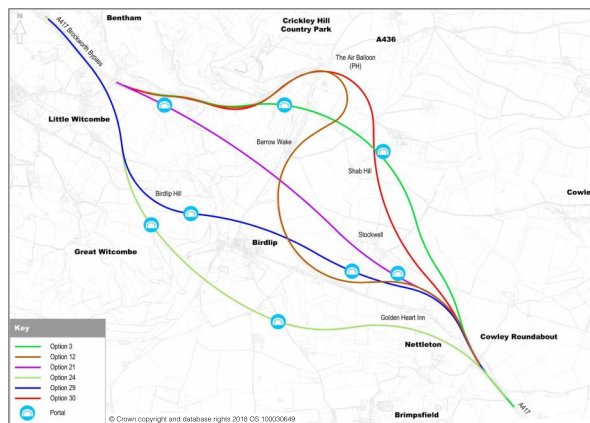 Bentham
Crickley Hill
Country Park
A436
N
A417 Brockworth Bypass
The Air Balloon
(PH)
Little Witcombe
Barrow Wake
Shab Hill
Birdlip Hill
Cowle
Stockwell
Great Witcombe
Birdlip
Golden Heart Inn
Cowley Roundabout
Nettleton
A417
Brimpsfield
Key
Option 3
Option 12
Option 21
Option 24
Option 29
Option 30
Portal
© Crown copyright and database rights 2018 OS 100030649